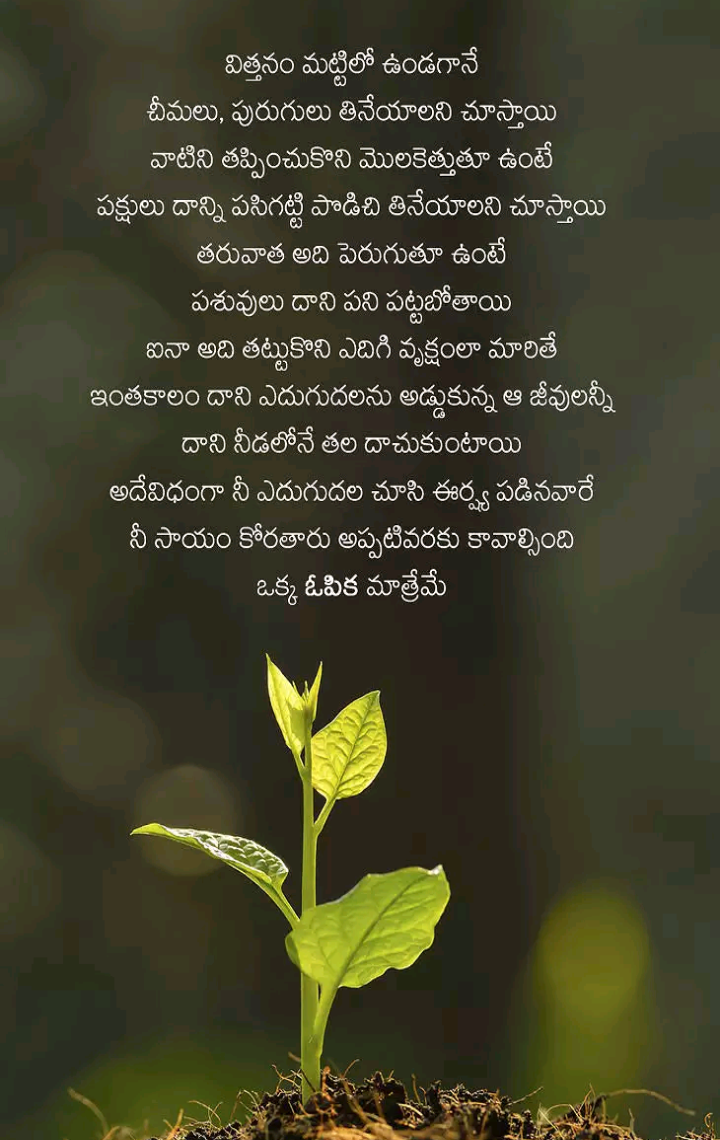 విత్తనం మట్టిలో ఉండగానే
చీమలు, పురుగులు తినేయాలని చూస్తాయి
వాటిని తప్పించుకొని మొలకెత్తుతూ ఉంటే
పక్షులు దాన్ని పసిగట్టి పొడిచి తినేయాలని చూస్తాయి
తరువాత అది పెరుగుతూ ఉంటే
పశువులు దాని పని పట్టబోతాయి
ఐనా అది తట్టుకొని ఎదిగి వృక్షంలా మారితే
ఇంతకాలం దాని ఎదుగుదలను అడ్డుకున్న ఆ జీవులన్నీ
దాని నీడలోనే తల దాచుకుంటాయి
అదేవిధంగా నీ ఎదుగుదల చూసి ఈర్ష్య పడినవారే
నీ సాయం కోరతారు అప్పటివరకు కావాల్సింది
ఒక్క ఓపిక మాత్రేమే